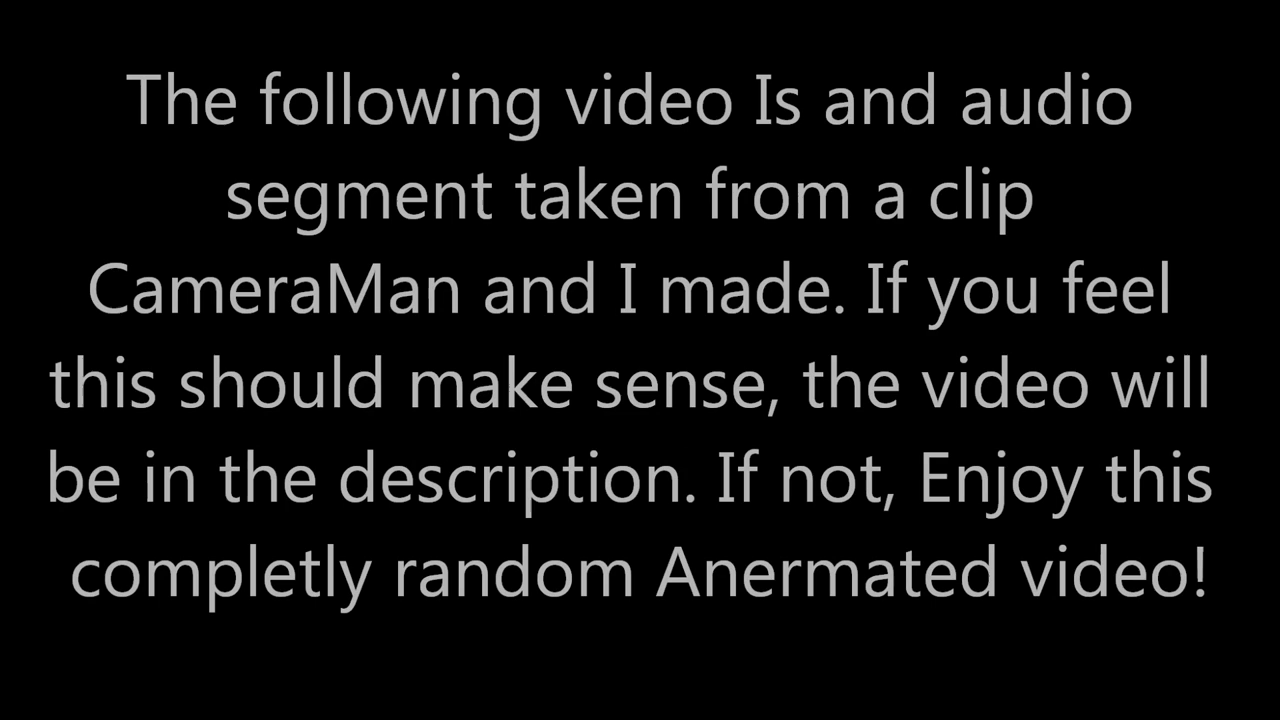 The following video Is and audio
segment taken from a clip
CameraMan and I made. If you feel
this should make sense, the video will
be in the description. If not, Enjoy this
completly random Anermated video!